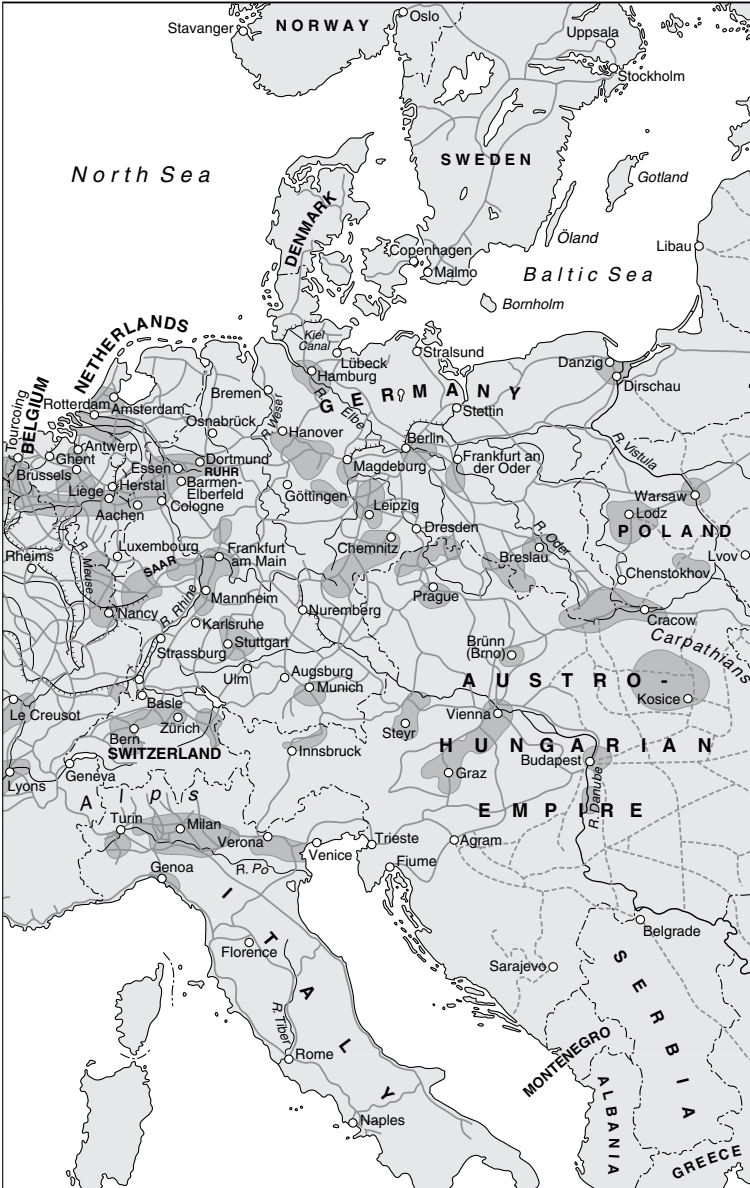 Stavanger
NORWAY
Oslo
Uppsala
Stockholm
North Sea
SWEDEN
Gotland
DENMARK
Öland
Libau
Copenhagen
Malmo
Baltic Sea
Bornholm
Kiel
Canal
NETHERLANDS
Lübeck
Stralsund
Danzig
Hamburg
Dirschau
Tourcoing
BELGIUM
Rotterdam
Amsterdam
Bremen
R. Elbe
GERMANY
Stettin
Osnabrück
R. Weser
Hanover
Berlin
R. Vistula
Antwerp
Ghent
Brussels
Essen
Dortmund
RUHR
Magdeburg
Frankfurt an
der Oder
Barmen-
Elberfeld
Liège
Herstal
Göttingen
Warsaw
Aachen
Cologne
Leipzig
Lodz
POLAND
Dresden
R. Oder
Rheims
Luxembourg
Frankfurt
am Main
Chemnitz
Breslau
Lvov
R. Meuse
SAAR
Chenstokhov
Mannheim
Prague
Nancy
R. Rhine
Nuremberg
Cracow
Karlsruhe
Strassburg
Stuttgart
Brünn
(Brno)
Carpathians
Ulm
Augsburg
Munich
AUSTRO-
Le Creusot
Basle
Kosice
Zürich
Bern
Steyr
Vienna
SWITZERLAND
Innsbruck
HUNGARIAN
Geneva
Budapest
Lyons
Graz
Alps
R. Danube
EMPIRE
Turin
Milan
Verona
Venice
Trieste
Agram
Genoa
R. Po
Fiume
ITALY
Belgrade
Florence
Sarajevo
SERBIA
R. Tiber
Rome
MONTENEGRO
ALBANIA
Naples
GREECE